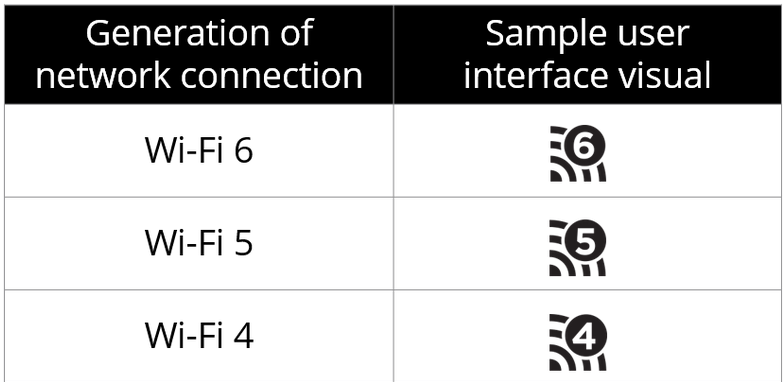 Generation of
network connection
Sample user
interface visual
Wi-Fi 6
6
Wi-Fi 5
5
Wi-Fi 4
4